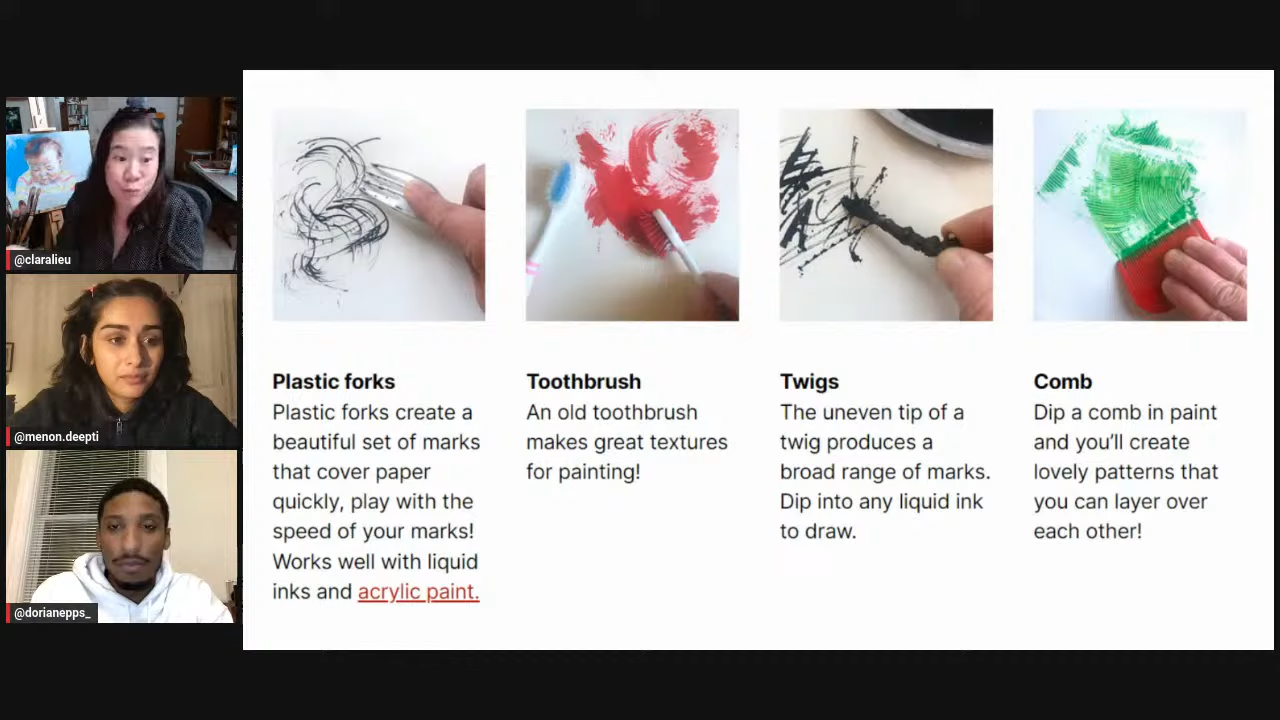 @claralieu
@menon.deepti
@dorianepps_
Plastic forks
Plastic forks create a
beautiful set of marks
that cover paper
quickly, play with the
speed of your marks!
Works well with liquid
inks and acrylic paint.
Toothbrush
An old toothbrush
makes great textures
for painting!
Twigs
The uneven tip of a
twig produces a
broad range of marks.
Dip into any liquid ink
to draw.
Comb
Dip a comb in paint
and you’ll create
lovely patterns that
you can layer over
each other!